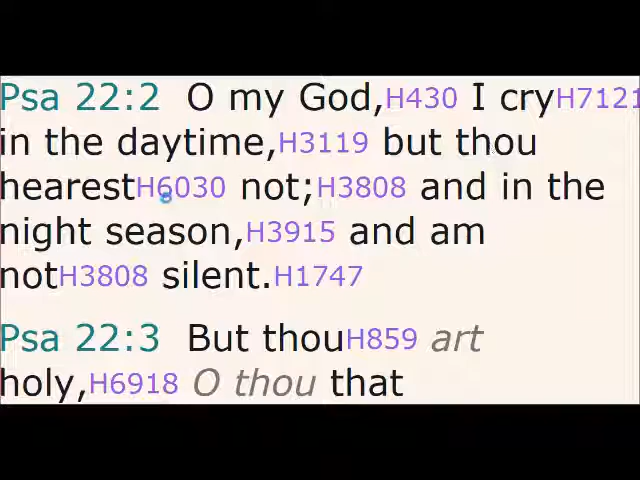 Psa 22:2 O my God,H430 I cryH7121
in the daytime,H3119 but thou
hearestH6030 not;H3808 and in the
night season,H3915 and am
notH3808 silent.H1747
Psa 22:3 But thouH859 art
holy,H6918 O thou that